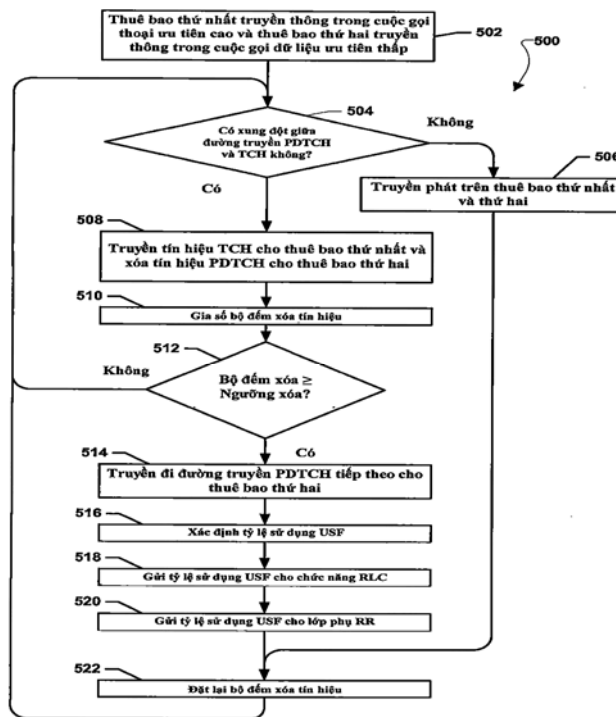 Thuê bao thứ nhất truyền thông trong cuộc gọi
thoại ưu tiên cao và thuê bao thứ hai truyền
thông trong cuộc gọi dữ liệu ưu tiên thấp
502
500
504
Có xung đột giữa
đường truyền PDTCH
và TCH không?
Không
506
Truyền phát trên thuê bao thứ nhất
và thứ hai
Có
508
Truyền tín hiệu TCH cho thuê bao thứ nhất và
xóa tín hiệu PDTCH cho thuê bao thứ hai
510
Gia số bộ đếm xóa tín hiệu
512
Không
Bộ đếm xóa ≥
Ngưỡng xóa?
Có
514
Truyền đi đường truyền PDTCH tiếp theo cho
thuê bao thứ hai
516
Xác định tỷ lệ sử dụng USF
518
Gửi tỷ lệ sử dụng USF cho chức năng RLC
520
Gửi tỷ lệ sử dụng USF cho lớp phụ RR
522
Đặt lại bộ đếm xóa tín hiệu